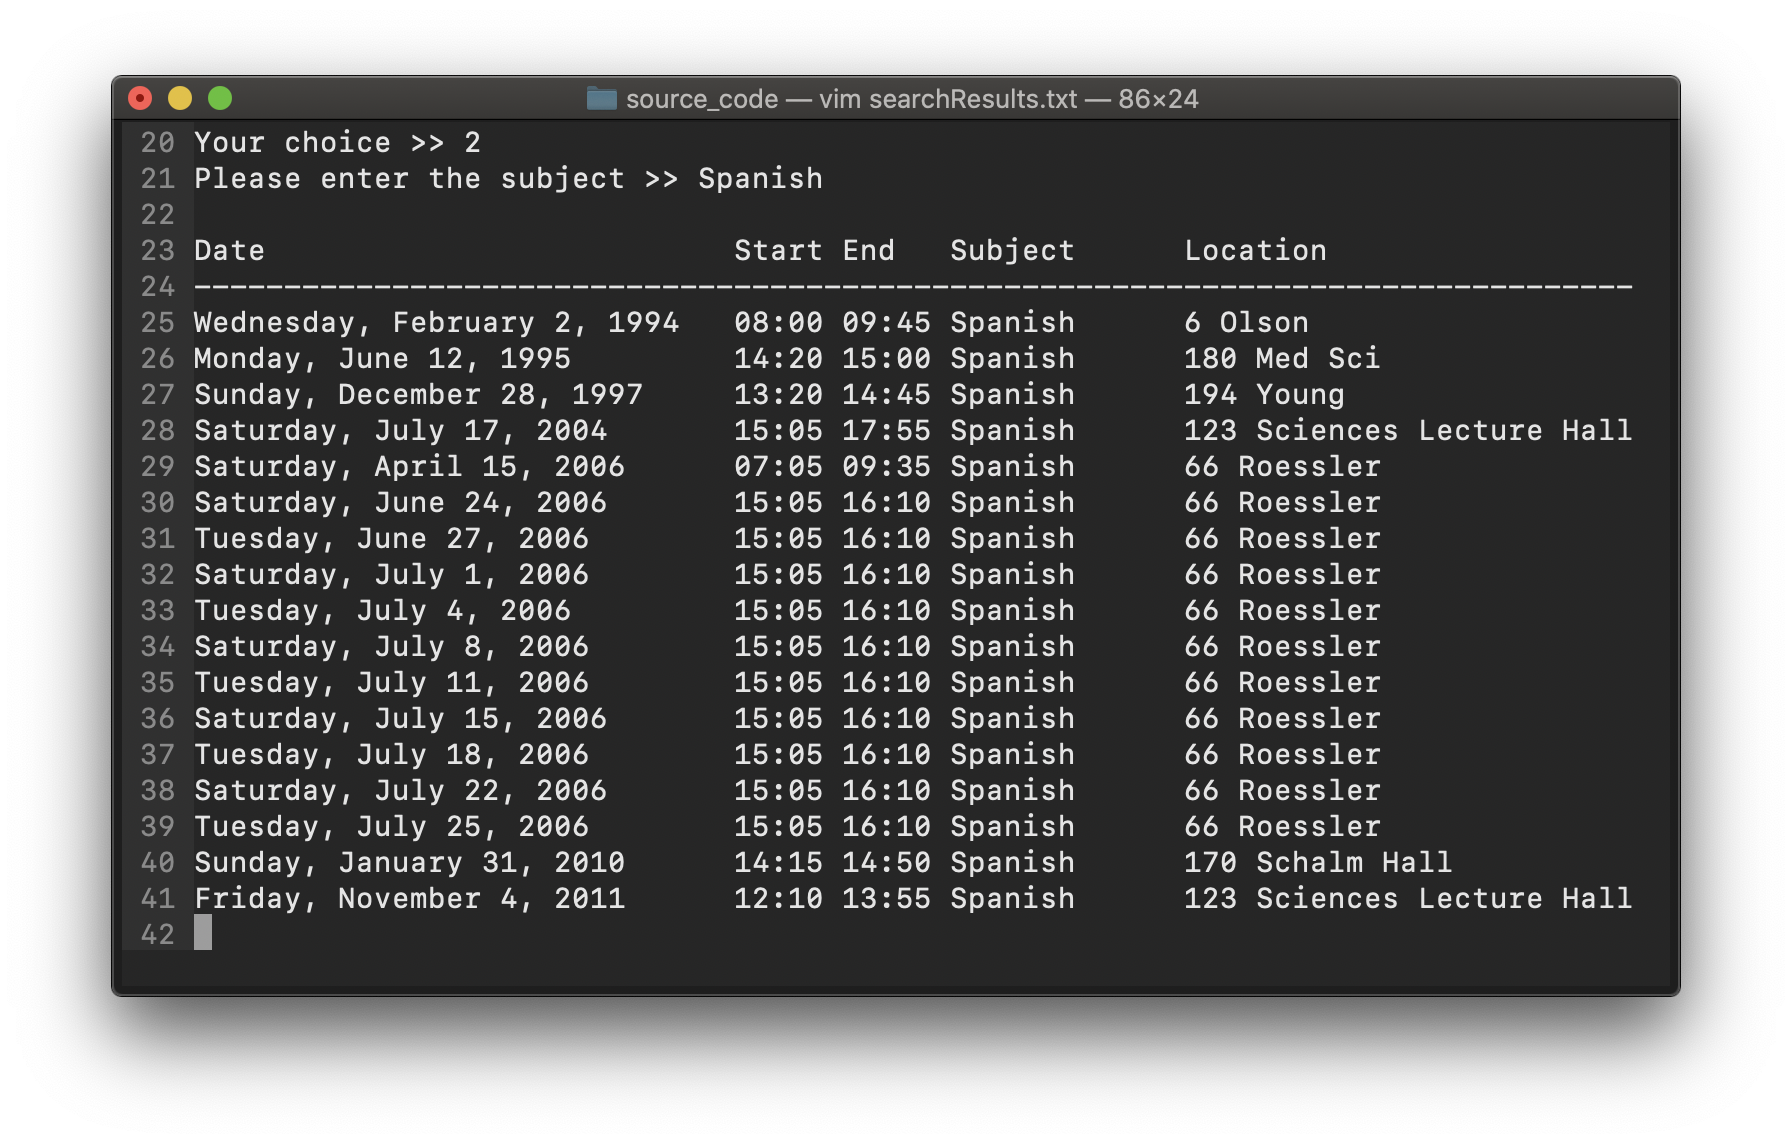 source_code — vim searchResults.txt — 86×24
20 Your choice >> 2
21 Please enter the subject >> Spanish
22
23 Date                          Start End   Subject      Location
24 --------------------------------------------------------------------------------
25 Wednesday, February 2, 1994   08:00 09:45 Spanish      6 Olson
26 Monday, June 12, 1995         14:20 15:00 Spanish      180 Med Sci
27 Sunday, December 28, 1997     13:20 14:45 Spanish      194 Young
28 Saturday, July 17, 2004       15:05 17:55 Spanish      123 Sciences Lecture Hall
29 Saturday, April 15, 2006      07:05 09:35 Spanish      66 Roessler
30 Saturday, June 24, 2006       15:05 16:10 Spanish      66 Roessler
31 Tuesday, June 27, 2006        15:05 16:10 Spanish      66 Roessler
32 Saturday, July 1, 2006        15:05 16:10 Spanish      66 Roessler
33 Tuesday, July 4, 2006         15:05 16:10 Spanish      66 Roessler
34 Saturday, July 8, 2006        15:05 16:10 Spanish      66 Roessler
35 Tuesday, July 11, 2006        15:05 16:10 Spanish      66 Roessler
36 Saturday, July 15, 2006       15:05 16:10 Spanish      66 Roessler
37 Tuesday, July 18, 2006        15:05 16:10 Spanish      66 Roessler
38 Saturday, July 22, 2006       15:05 16:10 Spanish      66 Roessler
39 Tuesday, July 25, 2006        15:05 16:10 Spanish      66 Roessler
40 Sunday, January 31, 2010      14:15 14:50 Spanish      170 Schalm Hall
41 Friday, November 4, 2011      12:10 13:55 Spanish      123 Sciences Lecture Hall
42